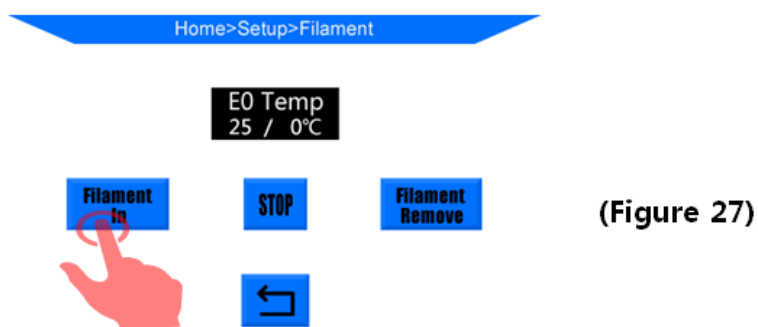 Home>Setup>Filament
E0 Temp
25 / 0℃
Filament
In
STOP
Filament
Remove
(Figure 27)